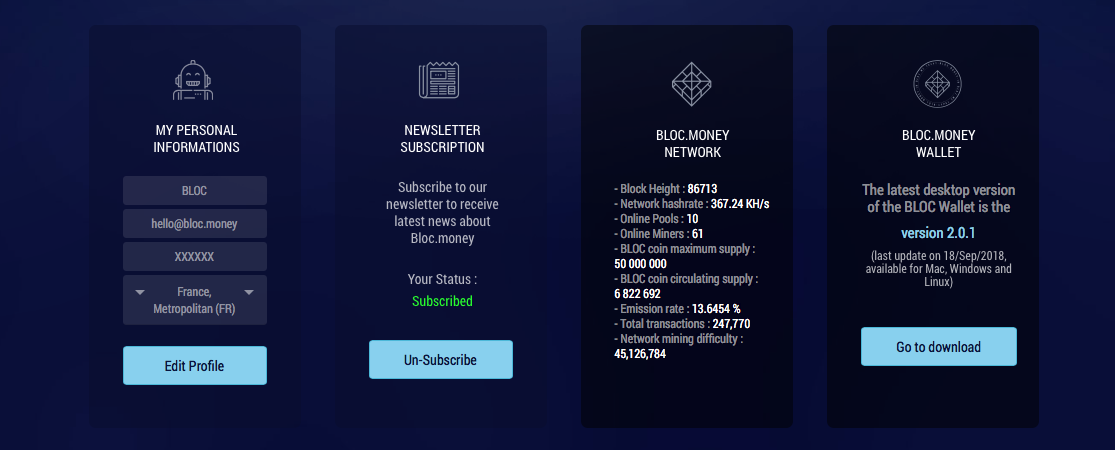 MY PERSONAL
INFORMATIONS
BLOC
hello@bloc.money
XXXXXX
France,
Metropolitan (FR)
Edit Profile
NEWSLETTER
SUBSCRIPTION
Subscribe to our
newsletter to receive
latest news about
Bloc.money
Your Status :
Subscribed
Un-Subscribe
BLOC.MONEY
NETWORK
- Block Height : 86713
- Network hashrate : 367.24 KH/s
- Online Pools : 10
- Online Miners : 61
- BLOC coin maximum supply :
50 000 000
- BLOC coin circulating supply :
6 822 692
- Emission rate : 13.6454 %
- Total transactions : 247,770
- Network mining difficulty :
45,126,784
BLOC.MONEY
WALLET
The latest desktop version
of the BLOC Wallet is the
version 2.0.1
(last update on 18/Sep/2018,
available for Mac, Windows and
Linux)
Go to download